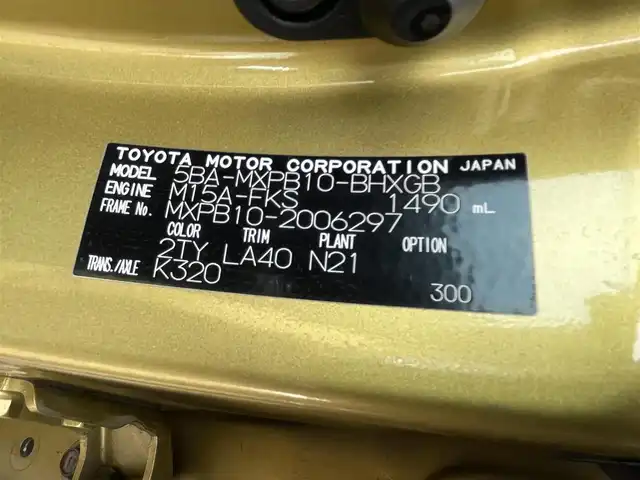 TOYOTA MOTOR CORPORATION JAPAN
MODEL 5BA-MXPB10-BHXGB
ENGINE M15A-FKS 1490 mL
FRAME No. MXPB10-2006297
COLOR TRIM PLANT OPTION
2TY LA40 N21
TRANS./AXLE K320
300